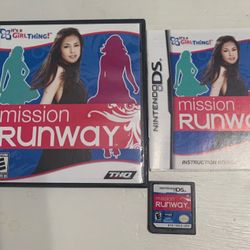 IT'S A GIRL THING!
mission
RUNWAY
E
THQ
NINTENDO DS
IT'S A GIRL THING!
mission
RUNWAY
INSTRUCTION BOOKLET
NINTENDO DS
mission
RUNWAY